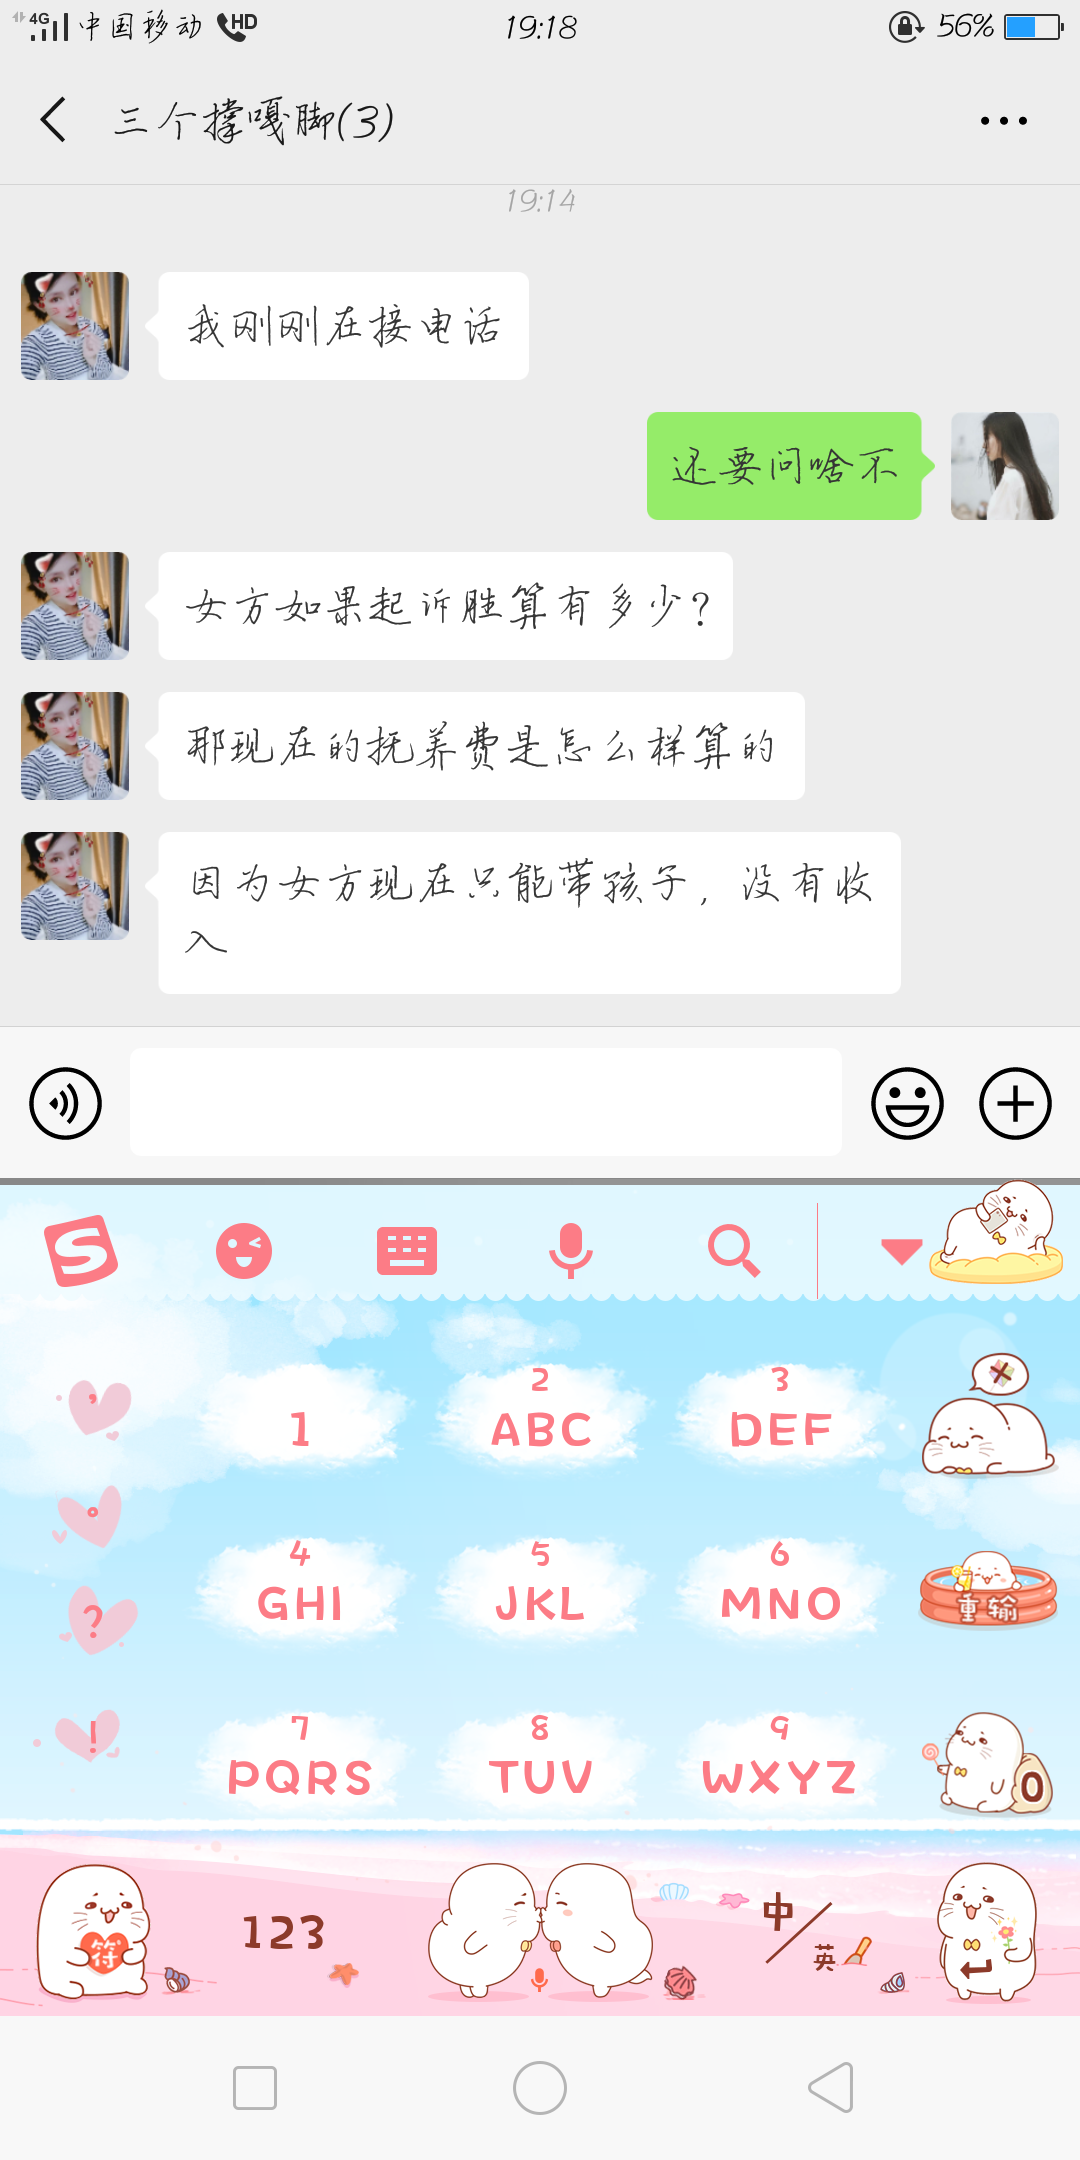 4G 中国移动 HD 19:18 56%
三个撑嘎脚(3)
19:14
我刚刚在接电话
还要问啥不
女方如果起诉胜算有多少?
那现在的抚养费是怎么样算的
因为女方现在只能带孩子，没有收
入
S
,
1
2
ABC
3
DEF
。
4
GHI
5
JKL
6
MNO
重输
?
!
7
PQRS
8
TUV
9
WXYZ
0
符
123
中/英